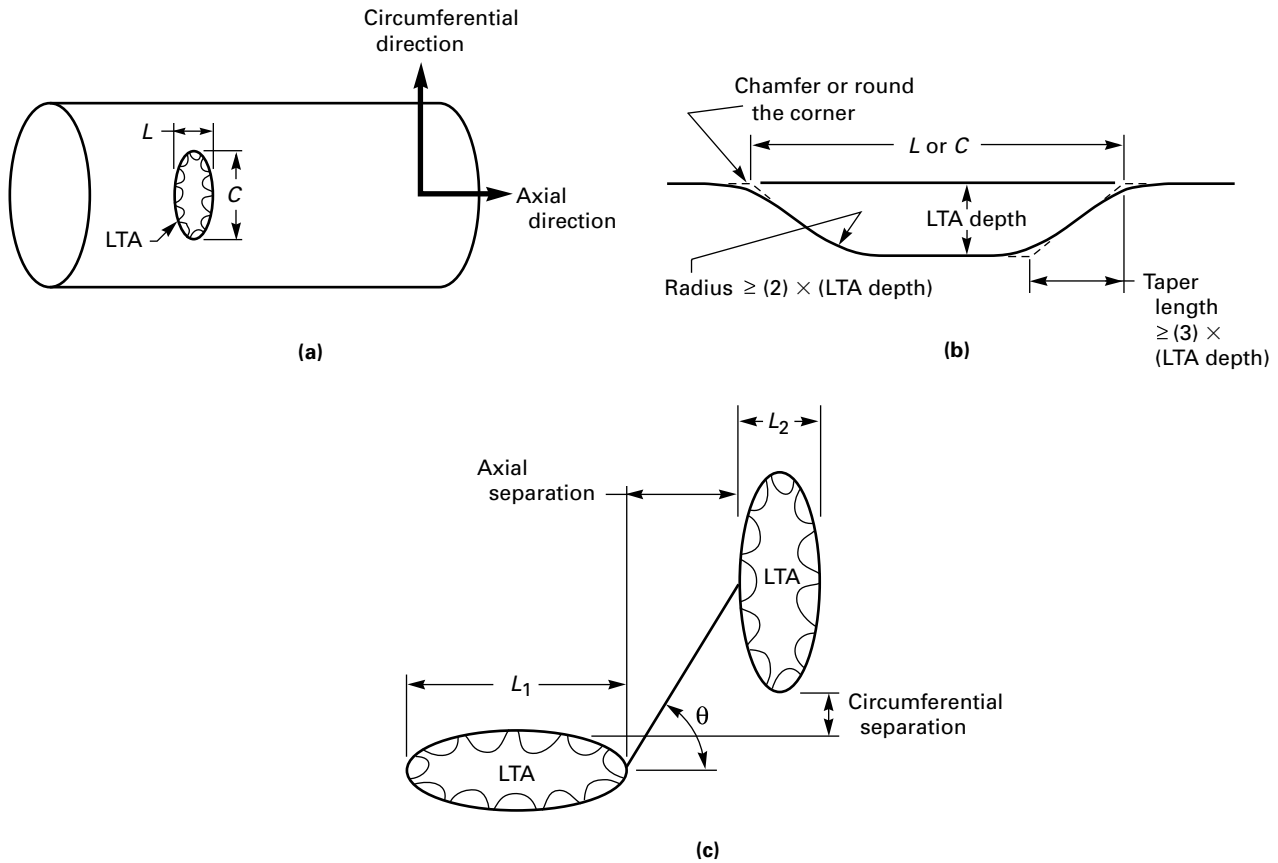 Circumferential
direction
L
C
LTA
Axial
direction
(a)
Chamfer or round
the corner
L or C
LTA depth
Radius ≥ (2) × (LTA depth)
Taper
length
≥ (3) ×
(LTA depth)
(b)
L2
Axial
separation
LTA
L1
θ
Circumferential
separation
LTA
(c)